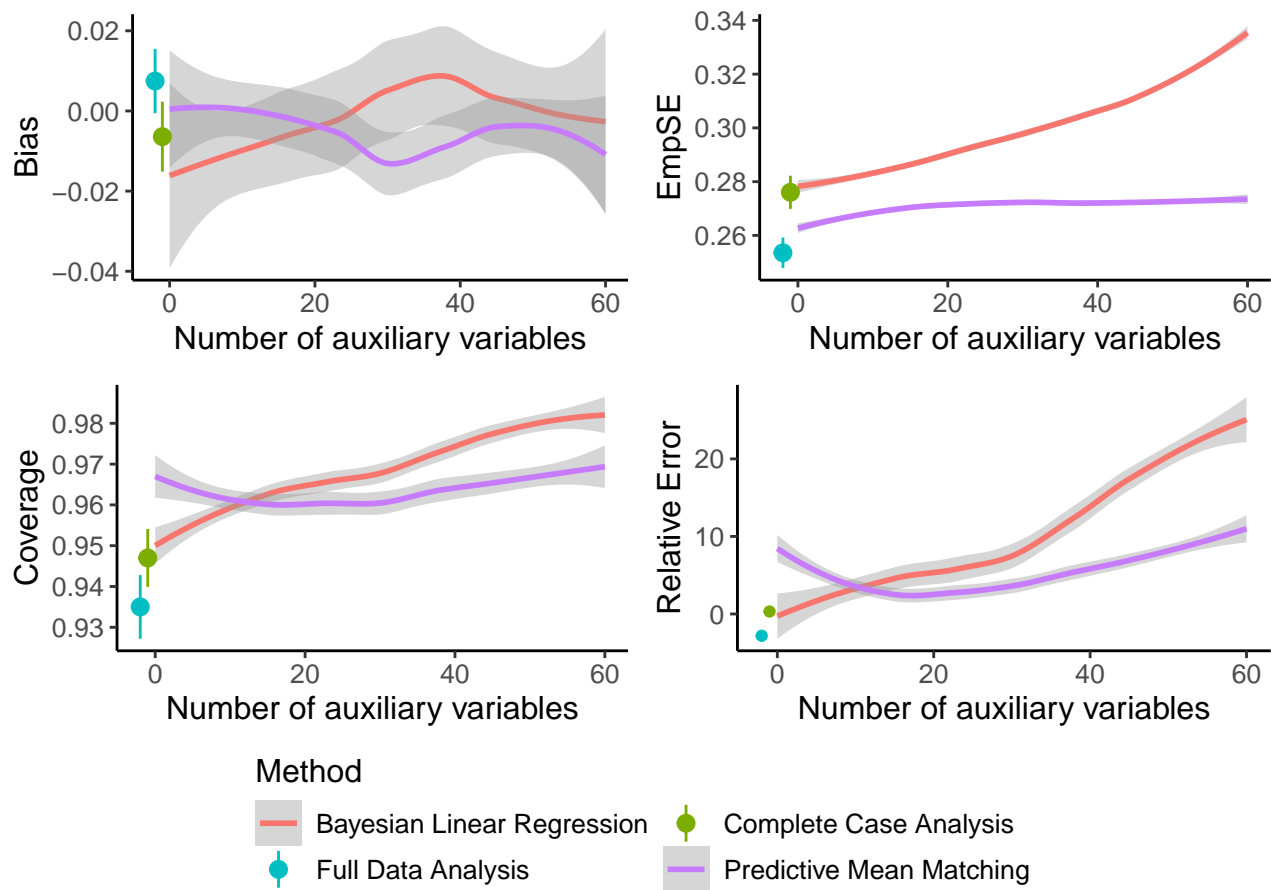 0.02
0.00
−0.02
−0.04
Bias
0 20 40 60
Number of auxiliary variables
0.34
0.32
0.30
0.28
0.26
EmpSE
0 20 40 60
Number of auxiliary variables
0.98
0.97
0.96
0.95
0.94
0.93
Coverage
0 20 40 60
Number of auxiliary variables
20
10
0
Relative Error
0 20 40 60
Number of auxiliary variables
Method
Bayesian Linear Regression
Complete Case Analysis
Full Data Analysis
Predictive Mean Matching